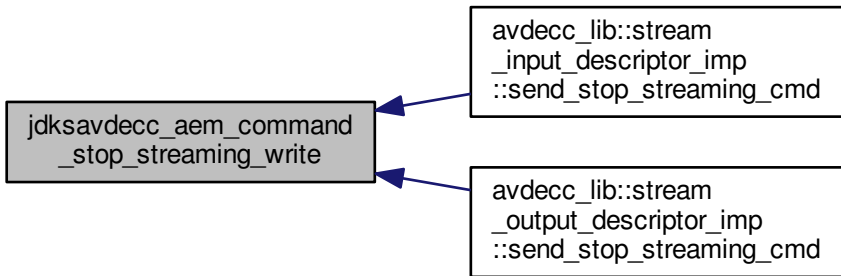 jdksavdecc_aem_command
_stop_streaming_write
avdecc_lib::stream
_input_descriptor_imp
::send_stop_streaming_cmd
avdecc_lib::stream
_output_descriptor_imp
::send_stop_streaming_cmd